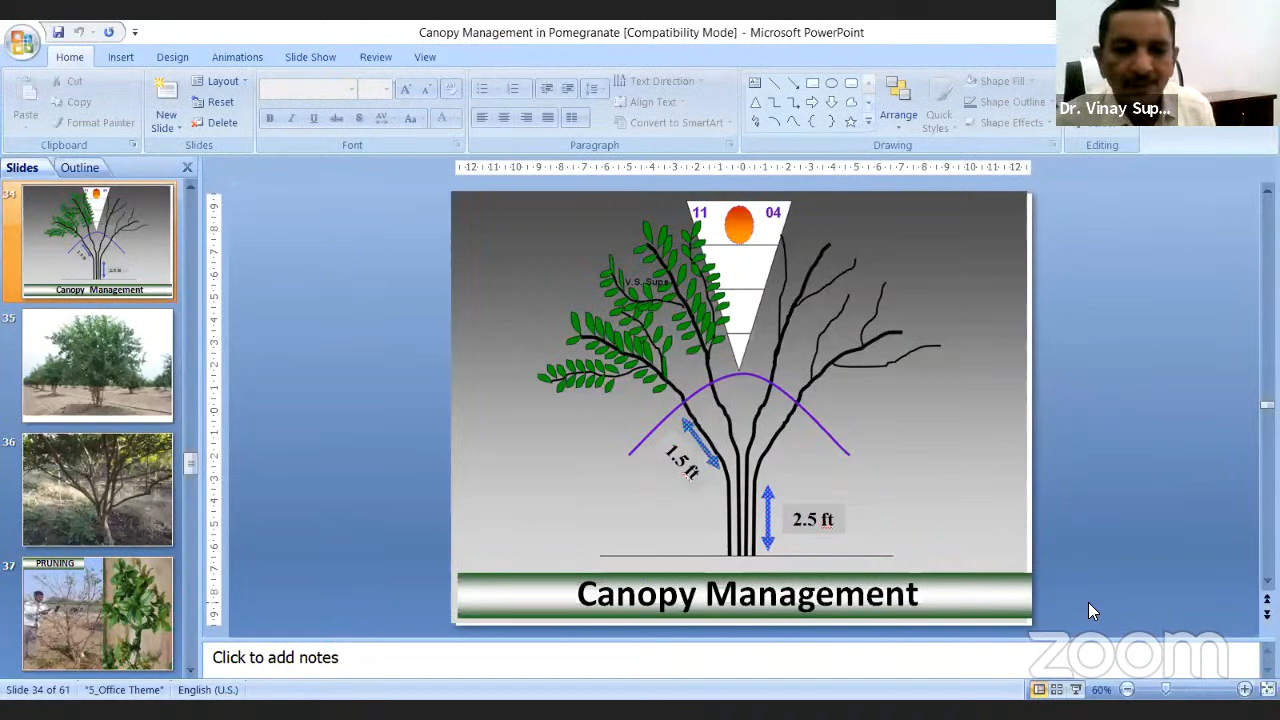 Canopy Management in Pomegranate [Compatibility Mode] - Microsoft PowerPoint
Home Insert Design Animations Slide Show Review View
Cut
Copy
Format Painter
Paste
Clipboard
New Slide
Layout
Reset
Delete
Slides
Font
Text Direction
Align Text
Convert to SmartArt
Paragraph
Arrange
Quick Styles
Shape Fill
Shape Outline
Shape Effects
Drawing
Editing
Dr. Vinay Sup...
Slides Outline
34
Canopy Management
35
36
37
PRUNING
11 04
V.S. Supe
1.5 ft
2.5 ft
Canopy Management
Click to add notes
zoom
Slide 34 of 61 "5_Office Theme" English (U.S.) 60%